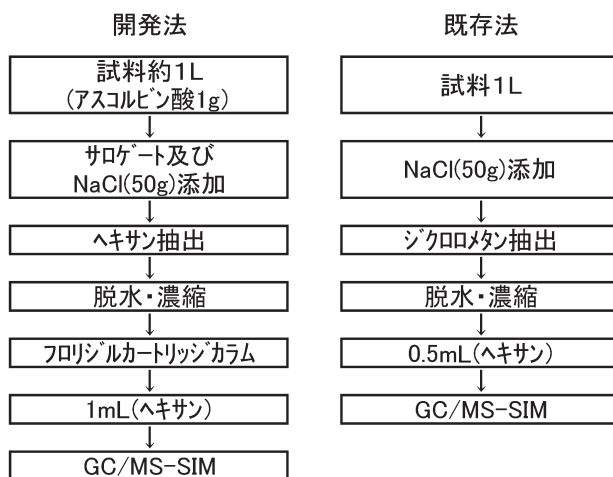 開発法
試料約1L
(アスコルビン酸1g)
サロゲート及び
NaCl(50g)添加
ヘキサン抽出
脱水・濃縮
フロリジルカートリッジカラム
1mL(ヘキサン)
GC/MS-SIM
既存法
試料1L
NaCl(50g)添加
ジクロロメタン抽出
脱水・濃縮
0.5mL(ヘキサン)
GC/MS-SIM